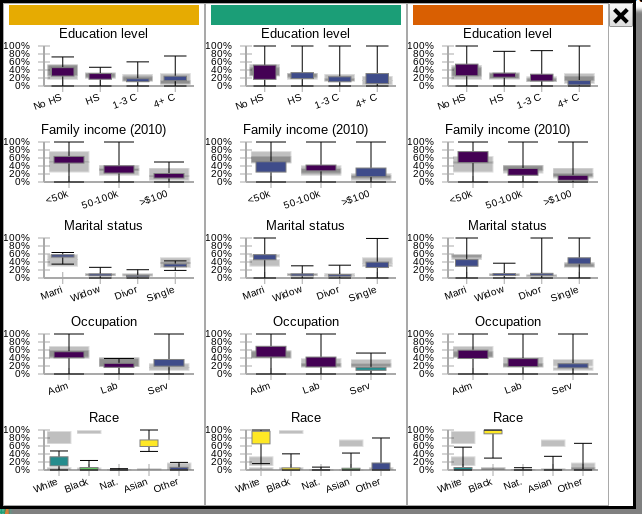 Education level Education level Education level
100% 100% 100%
80% 80% 80%
60% 60% 60%
40% 40% 40%
20% 20% 20%
0% 0% 0%
No HS HS 1-3 C 4+ C No HS HS 1-3 C 4+ C No HS HS 1-3 C 4+ C
Family income (2010) Family income (2010) Family income (2010)
100% 100% 100%
80% 80% 80%
60% 60% 60%
40% 40% 40%
20% 20% 20%
0% 0% 0%
<50k 50-100k >$100 <50k 50-100k >$100 <50k 50-100k >$100
Marital status Marital status Marital status
100% 100% 100%
80% 80% 80%
60% 60% 60%
40% 40% 40%
20% 20% 20%
0% 0% 0%
Marri Widow Divor Single Marri Widow Divor Single Marri Widow Divor Single
Occupation Occupation Occupation
100% 100% 100%
80% 80% 80%
60% 60% 60%
40% 40% 40%
20% 20% 20%
0% 0% 0%
Adm Lab Serv Adm Lab Serv Adm Lab Serv
Race Race Race
100% 100% 100%
80% 80% 80%
60% 60% 60%
40% 40% 40%
20% 20% 20%
0% 0% 0%
White Black Nat. Asian Other White Black Nat. Asian Other White Black Nat. Asian Other